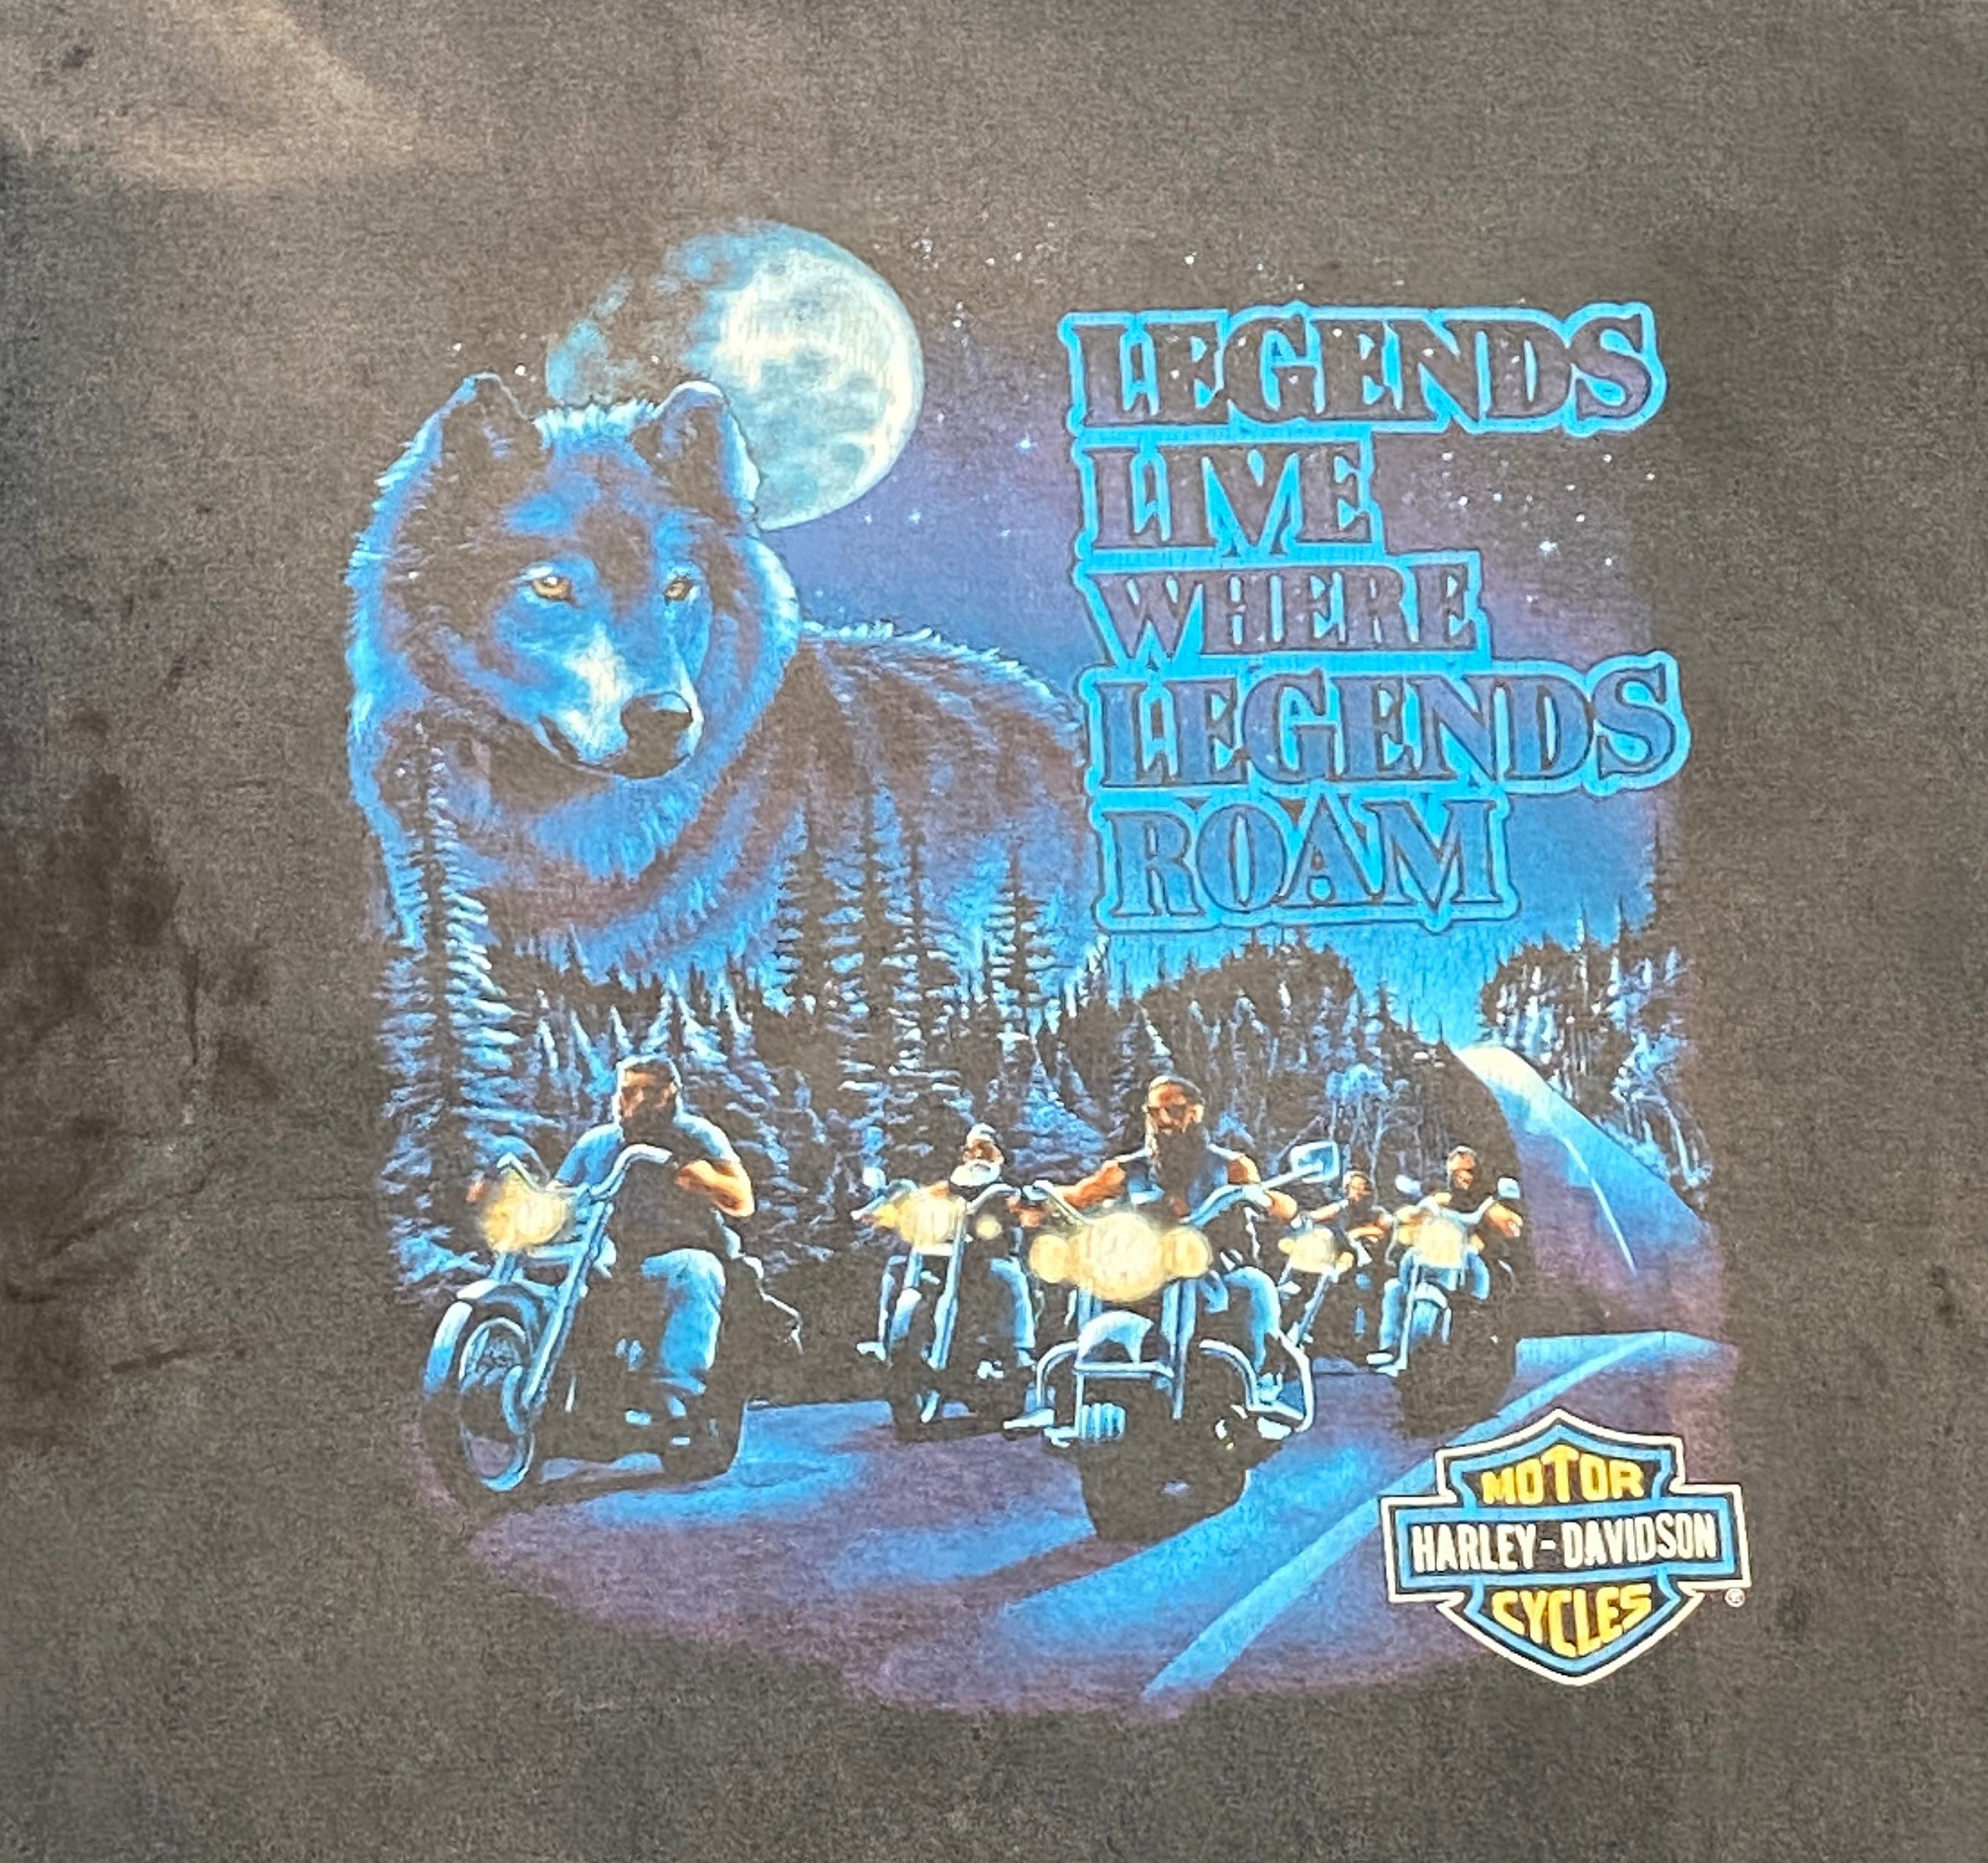 LEGENDS
LIVE
WHERE
LEGENDS
ROAM
MOTOR
HARLEY-DAVIDSON
CYCLES
®